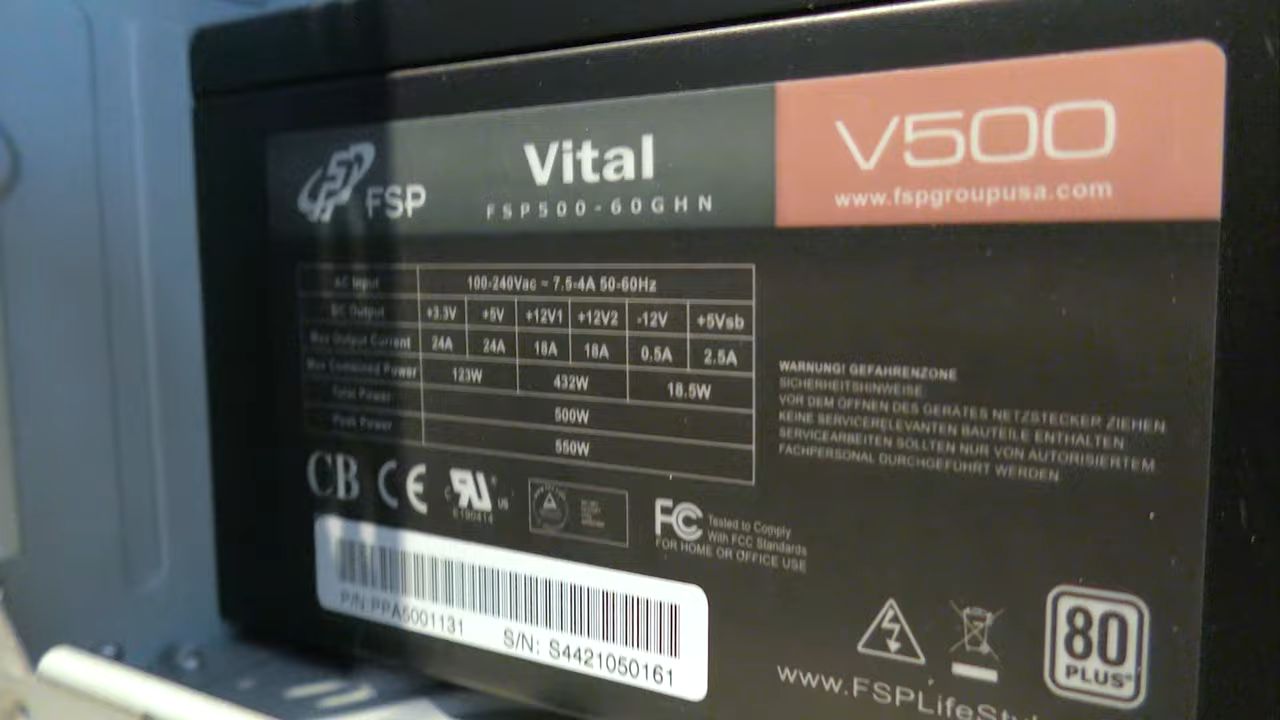 FSP
Vital
FSP500-60GHN
V500
www.fspgroupusa.com
AC Input 100-240Vac ~ 7.5-4A 50-60Hz
DC Output +3.3V +5V +12V1 +12V2 -12V +5Vsb
Max Output Current 24A 24A 18A 18A 0.5A 2.5A
Max Combined Power 123W 432W 18.5W
Total Power 500W
Peak Power 550W
WARNUNG! GEFAHRENZONE
SICHERHEITSHINWEISE:
VOR DEM ÖFFNEN DES GERÄTES NETZSTECKER ZIEHEN
KEINE SERVICERELEVANTEN BAUTEILE ENTHALTEN
SERVICEARBEITEN SOLLTEN NUR VON AUTORISIERTEM
FACHPERSONAL DURCHGEFÜHRT WERDEN
CB CE US
E190414
FC Tested to Comply
With FCC Standards
FOR HOME OR OFFICE USE
P/N:PPA5001131 S/N: S4421050161
80
PLUS
www.FSPLifeStyl